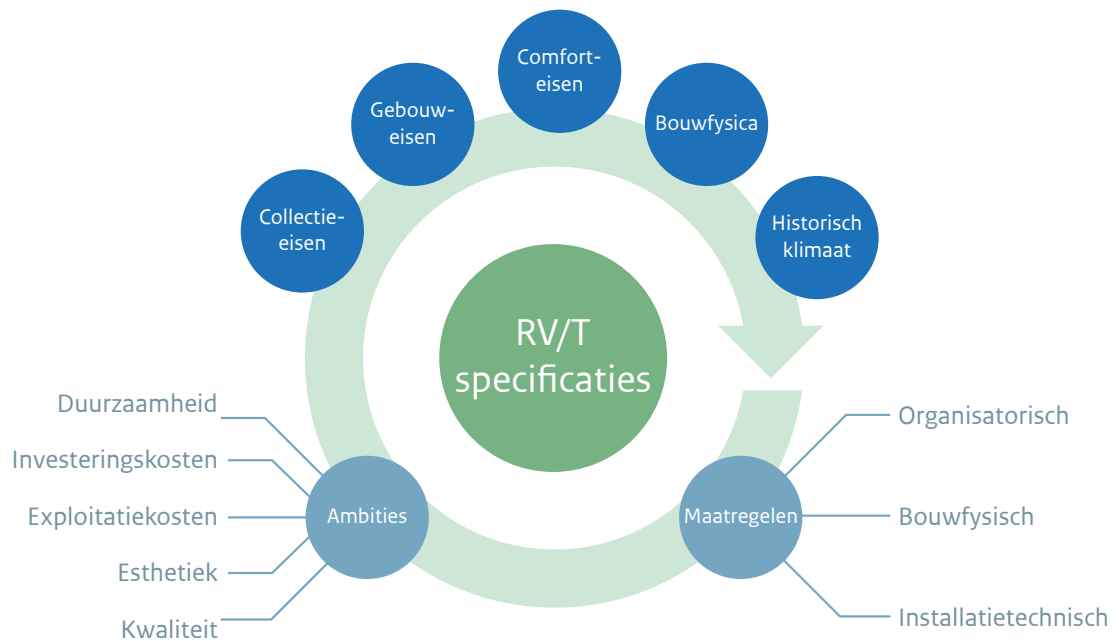 Comfort-
eisen
Gebouw-
eisen
Bouwfysica
Collectie-
eisen
Historisch
klimaat
RV/T
specificaties
Duurzaamheid
Investeringskosten
Exploitatiekosten
Esthetiek
Kwaliteit
Ambities
Maatregelen
Organisatorisch
Bouwfysisch
Installatietechnisch